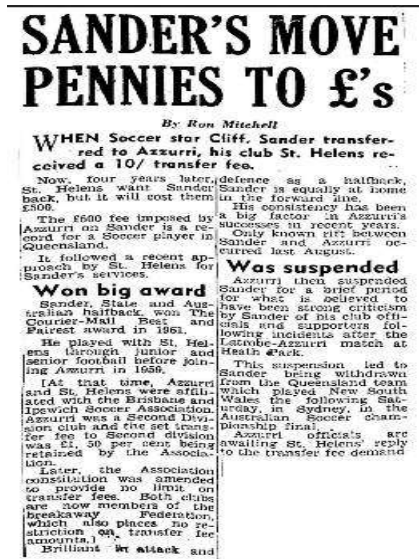 SANDER'S MOVE
PENNIES TO £'s
By Ron Mitchell
WHEN Soccer star Cliff. Sander transfer-
red to Azzurri, his club St. Helens re-
ceived a 10/ transfer fee.
Now, four years later,
St. Helens want Sander
back, but it will cost them
£600.
The £600 fee imposed by
Azzurri on Sander is a re-
cord for a Soccer player in
Queensland.
It followed a recent ap-
proach by St. Helens for
Sander's services.
Won big award
Sander, State and Aus-
tralian halfback, won The
Courier-Mail Best and
Fairest award in 1961.
He played with St. Hel-
ens through junior and
senior football before join-
ing Azzurri in 1959.
[At that time, Azzurri
and St. Helens were affili-
ated with the Brisbane and
Ipswich Soccer Association.
Azzurri was a Second Divi-
sion club and the set trans-
fer fee to Second division
was £1, 50 per cent being
retained by the Associa-
tion.
Later, the Association
constitution was amended
to provide no limit on
transfer fees. Both clubs
are now members of the
breakaway Federation,
which also places no re-
striction on transfer fee
amounts.]
Brilliant in attack and
defence as a halfback,
Sander is equally at home
in the forward line.
His consistency has been
a big factor in Azzurri's
successes in recent years.
Only known rift between
Sander and Azzurri oc-
curred last August.
Was suspended
Azzurri then suspended
Sander for a brief period
for what is believed to
have been strong criticism
by Sander of his club offi-
cials and supporters fol-
lowing incidents after the
Latrobe-Azzurri match at
Heath Park.
This suspension led to
Sander being withdrawn
from the Queensland team
which played New South
Wales the following Sat-
urday, in Sydney, in the
Australian Soccer cham-
pionship final.
Azzurri officials are
awaiting St. Helens' reply
to the transfer fee demand